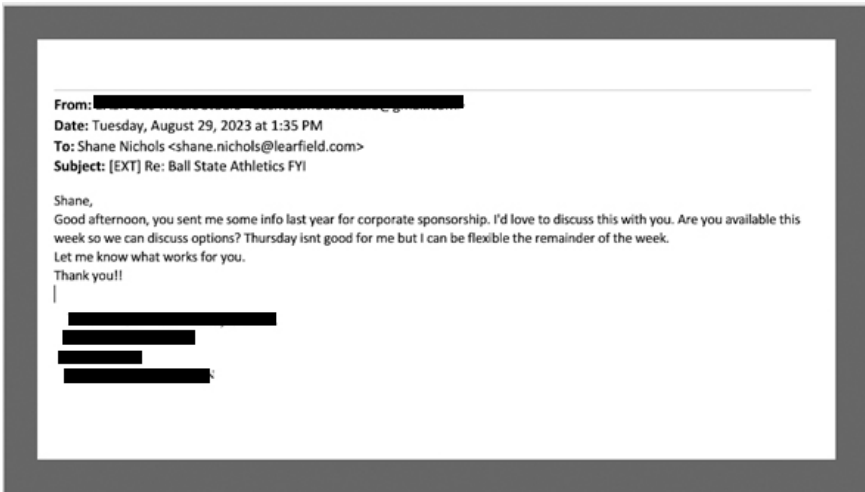 From:
Date: Tuesday, August 29, 2023 at 1:35 PM
To: Shane Nichols <shane.nichols@learfield.com>
Subject: [EXT] Re: Ball State Athletics FYI
Shane,
Good afternoon, you sent me some info last year for corporate sponsorship. I'd love to discuss this with you. Are you available this
week so we can discuss options? Thursday isnt good for me but I can be flexible the remainder of the week.
Let me know what works for you.
Thank you!!